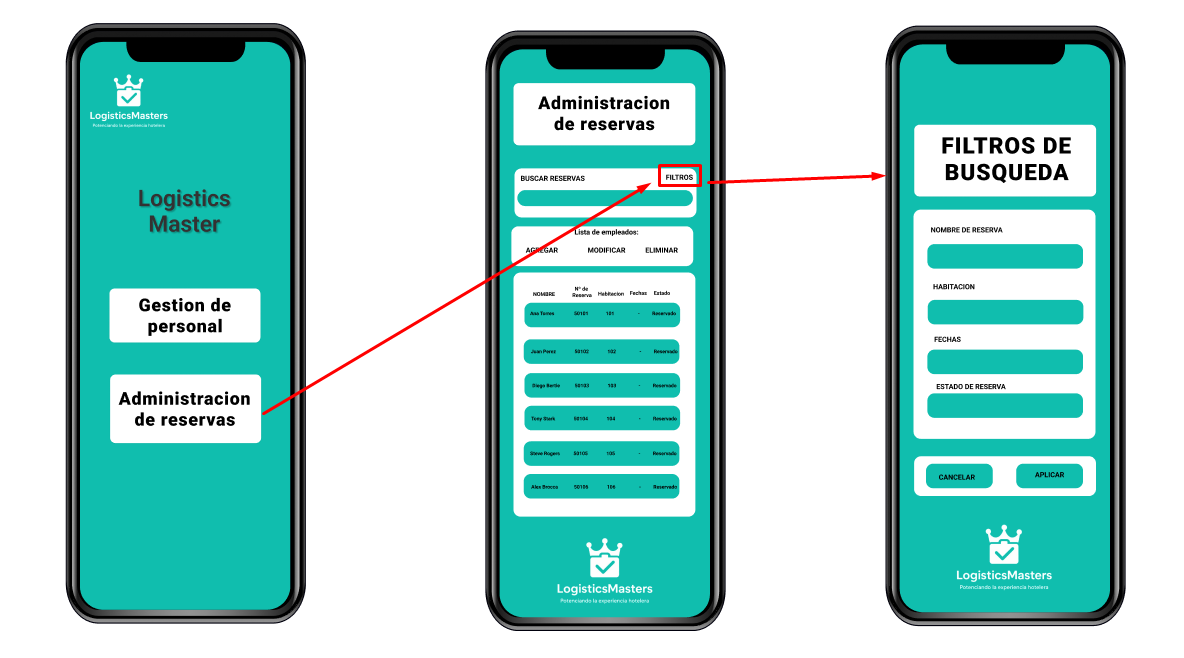 LogisticsMasters
Potenciando la experiencia hotelera
Logistics
Master
Gestion de
personal
Administracion
de reservas
Administracion
de reservas
BUSCAR RESERVAS
FILTROS
Lista de empleados:
AGREGAR MODIFICAR ELIMINAR
NOMBRE N° de Reserva Habitacion Fechas Estado
Ana Torres 50101 101 - Reservado
Juan Perez 50102 102 - Reservado
Diego Bertie 50103 103 - Reservado
Tony Stark 50104 104 - Reservado
Steve Rogers 50105 105 - Reservado
Alex Brocca 50106 106 - Reservado
LogisticsMasters
Potenciando la experiencia hotelera
FILTROS DE
BUSQUEDA
NOMBRE DE RESERVA
HABITACION
FECHAS
ESTADO DE RESERVA
CANCELAR APLICAR
LogisticsMasters
Potenciando la experiencia hotelera